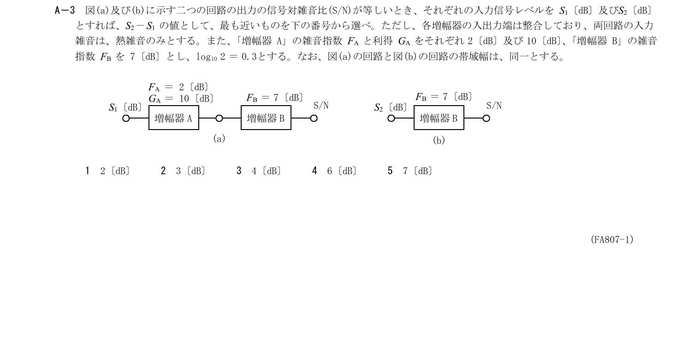 A－3 図(a)及び(b)に示す二つの回路の出力の信号対雑音比(S/N)が等しいとき、それぞれの入力信号レベルを S1〔dB〕及びS2〔dB〕
とすれば、S2－S1 の値として、最も近いものを下の番号から選べ。ただし、各増幅器の入出力端は整合しており、両回路の入力
雑音は、熱雑音のみとする。また、「増幅器 A」の雑音指数 FA と利得 GA をそれぞれ 2〔dB〕及び 10〔dB〕、「増幅器 B」の雑音
指数 FB を 7〔dB〕とし、log10 2＝0.3とする。なお、図(a)の回路と図(b)の回路の帯域幅は、同一とする。
FA = 2〔dB〕
GA = 10〔dB〕 FB = 7〔dB〕
S1〔dB〕 増幅器 A 増幅器 B S/N
(a)
FB = 7〔dB〕
S2〔dB〕 増幅器 B S/N
(b)
1 2〔dB〕 2 3〔dB〕 3 4〔dB〕 4 6〔dB〕 5 7〔dB〕
(FA807-1)